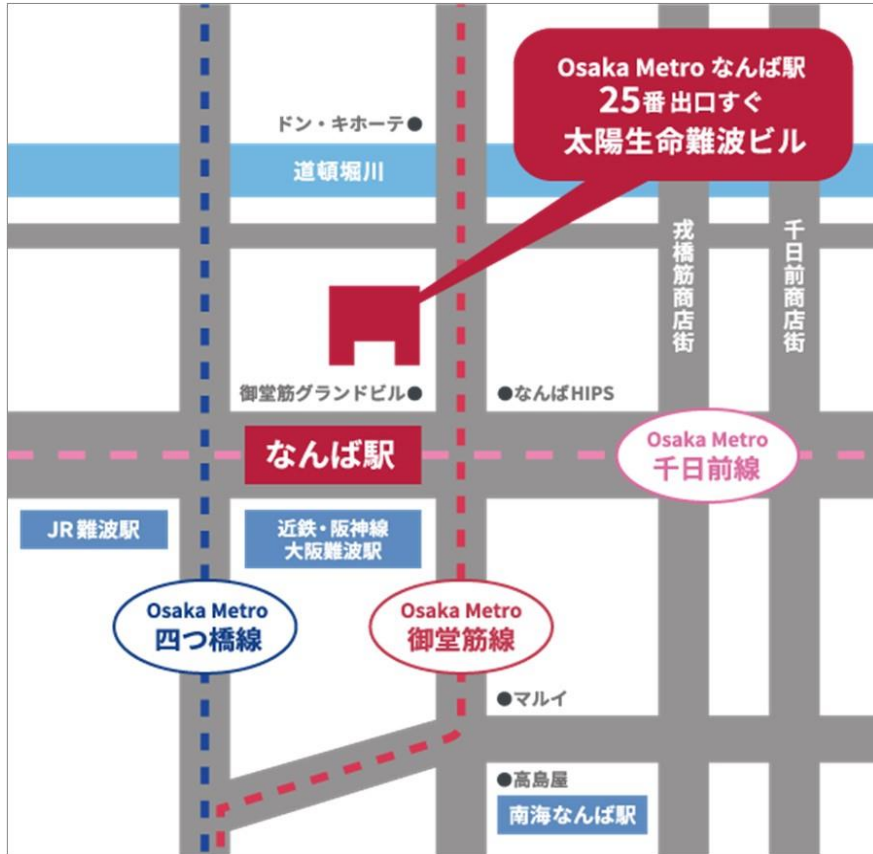 Osaka Metro なんば駅
25番出口すぐ
太陽生命難波ビル
ドン・キホーテ
道頓堀川
戎橋筋商店街
千日前商店街
御堂筋グランドビル
なんばHIPS
なんば駅
Osaka Metro
千日前線
JR難波駅
近鉄・阪神線
大阪難波駅
Osaka Metro
四つ橋線
Osaka Metro
御堂筋線
マルイ
高島屋
南海なんば駅